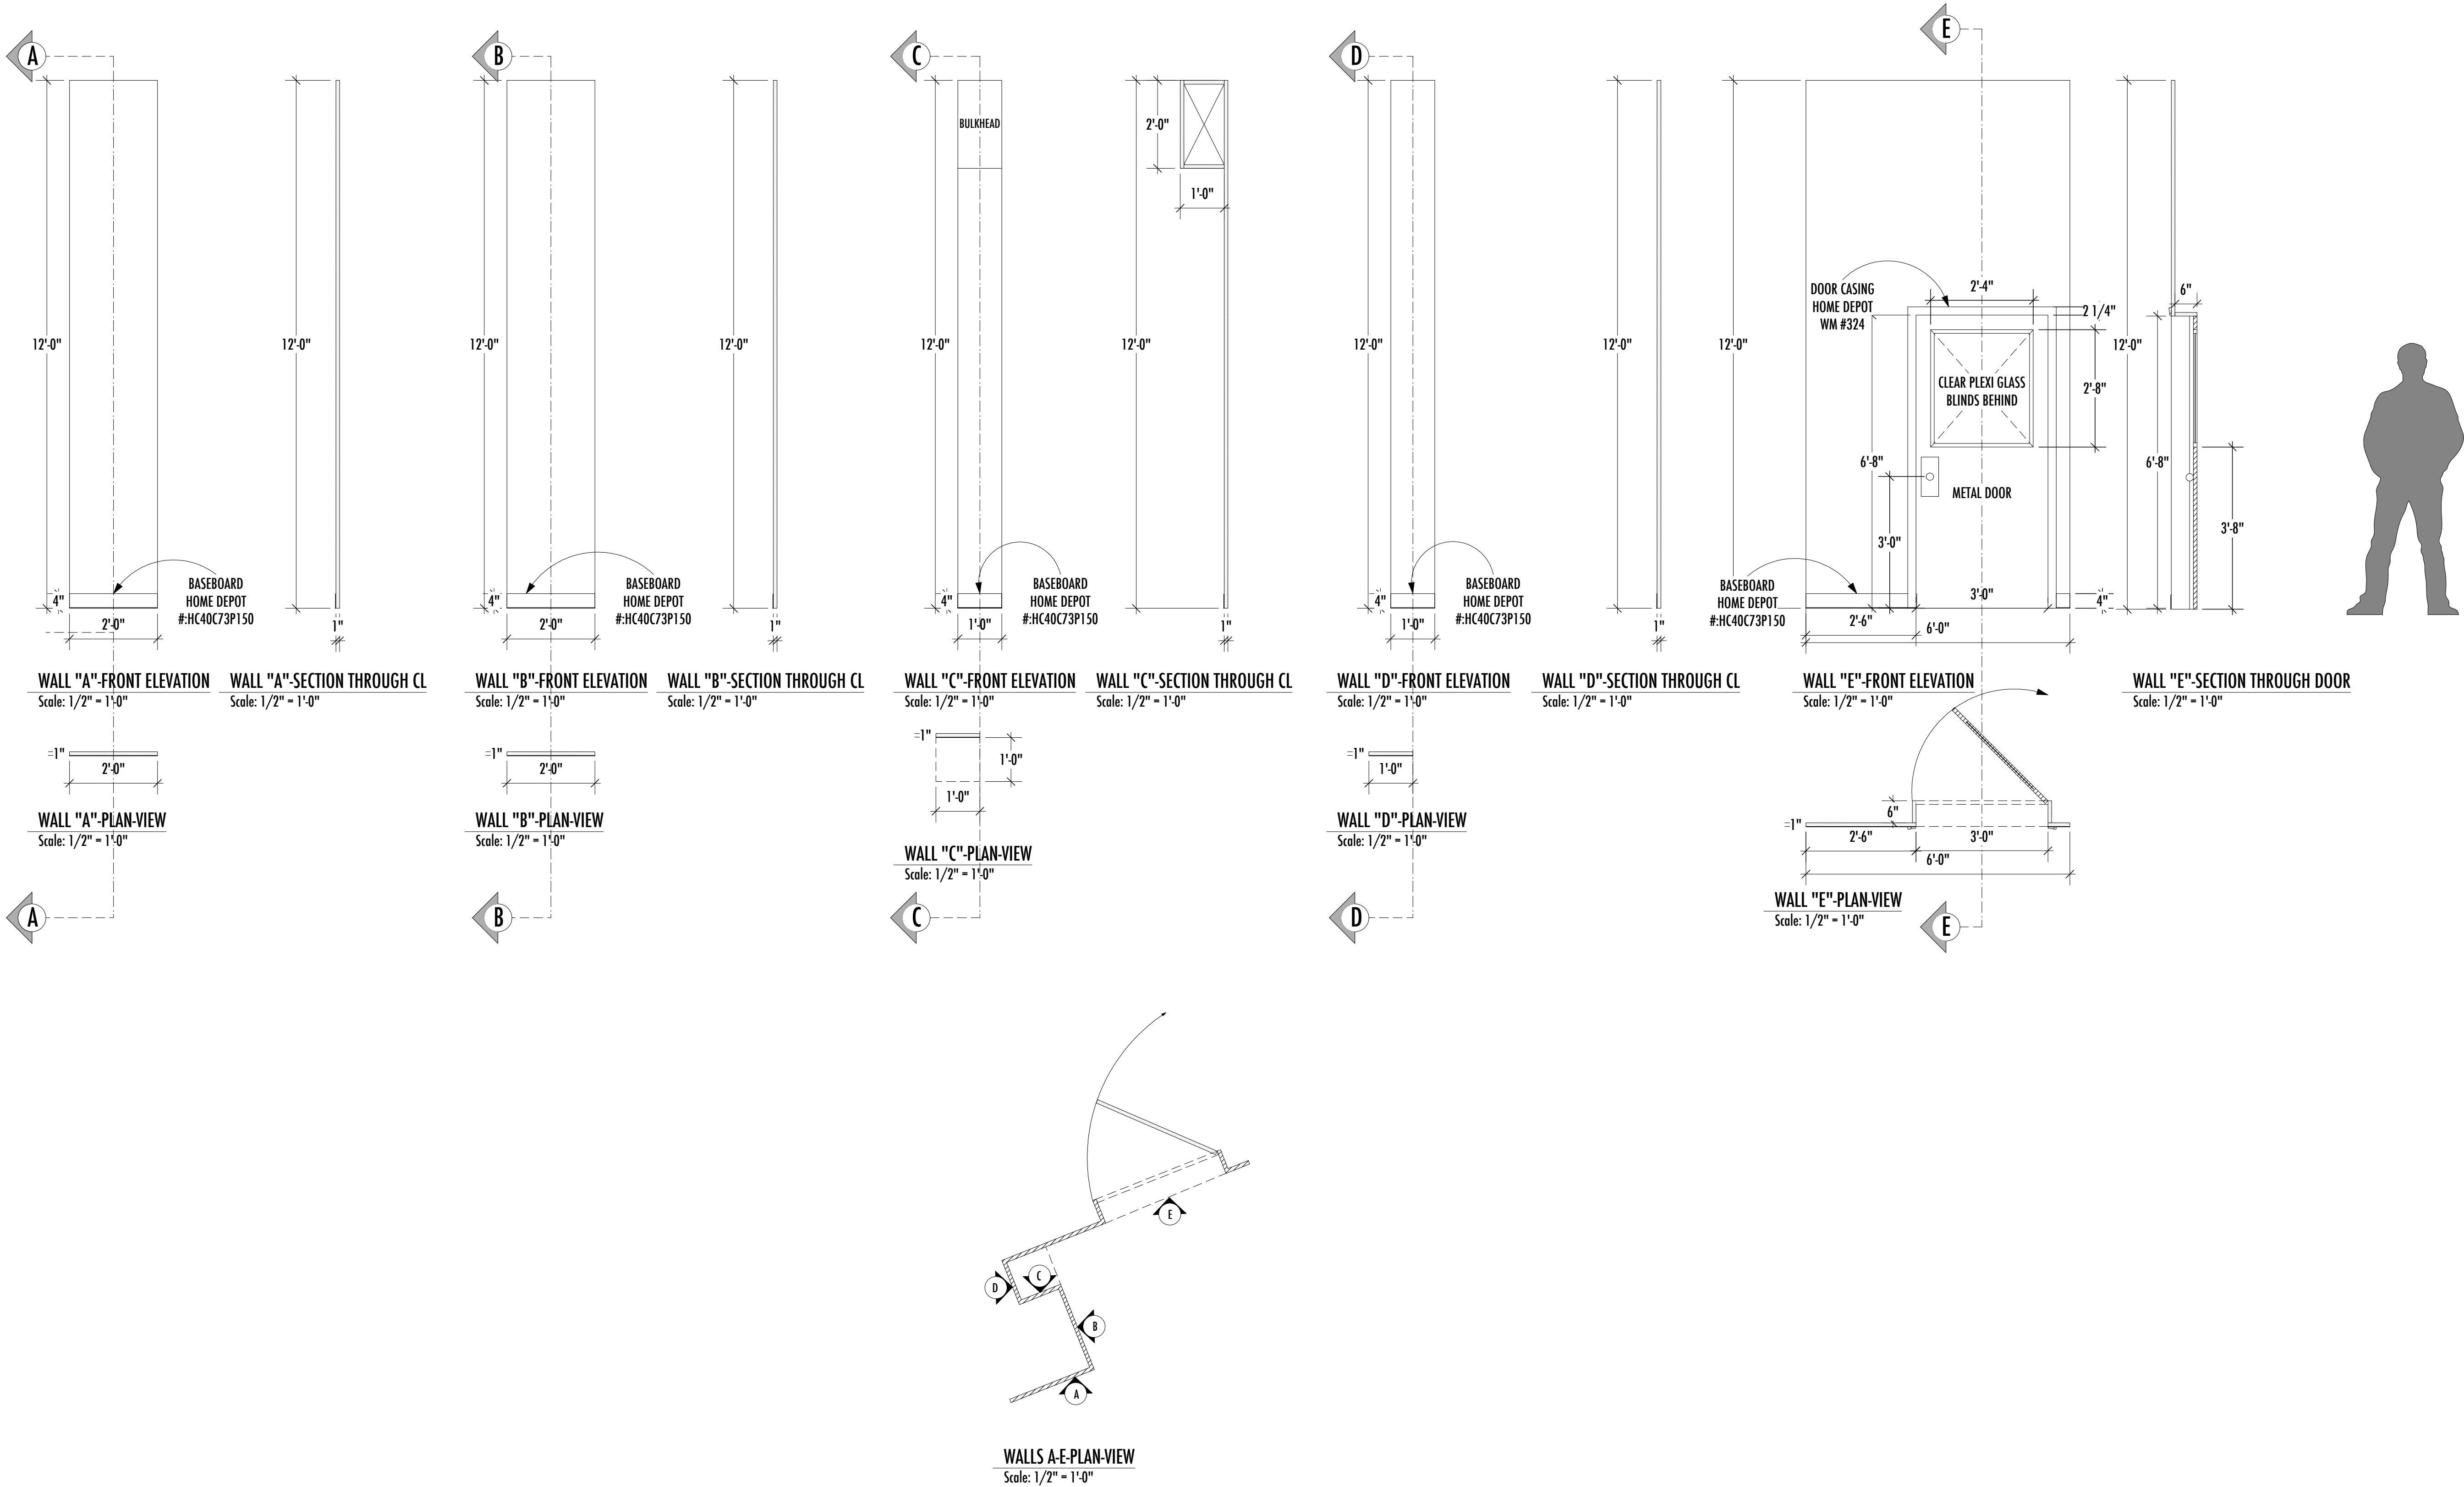 A
B
C
D
E
12'-0"
4"
2'-0"
BASEBOARD
HOME DEPOT
#:HC40C73P150
12'-0"
1"
12'-0"
4"
2'-0"
BASEBOARD
HOME DEPOT
#:HC40C73P150
12'-0"
1"
BULKHEAD
12'-0"
4"
1'-0"
BASEBOARD
HOME DEPOT
#:HC40C73P150
2'-0"
1'-0"
12'-0"
1"
12'-0"
4"
1'-0"
BASEBOARD
HOME DEPOT
#:HC40C73P150
12'-0"
1"
12'-0"
DOOR CASING
HOME DEPOT
WM #324
2'-4"
2 1/4"
CLEAR PLEXI GLASS
BLINDS BEHIND
2'-8"
6'-8"
METAL DOOR
3'-0"
BASEBOARD
HOME DEPOT
#:HC40C73P150
3'-0"
4"
2'-6"
6'-0"
6"
12'-0"
6'-8"
3'-8"
WALL "A"-FRONT ELEVATION
Scale: 1/2" = 1'-0"
WALL "A"-SECTION THROUGH CL
Scale: 1/2" = 1'-0"
WALL "B"-FRONT ELEVATION
Scale: 1/2" = 1'-0"
WALL "B"-SECTION THROUGH CL
Scale: 1/2" = 1'-0"
WALL "C"-FRONT ELEVATION
Scale: 1/2" = 1'-0"
WALL "C"-SECTION THROUGH CL
Scale: 1/2" = 1'-0"
WALL "D"-FRONT ELEVATION
Scale: 1/2" = 1'-0"
WALL "D"-SECTION THROUGH CL
Scale: 1/2" = 1'-0"
WALL "E"-FRONT ELEVATION
Scale: 1/2" = 1'-0"
WALL "E"-SECTION THROUGH DOOR
Scale: 1/2" = 1'-0"
1"
2'-0"
WALL "A"-PLAN-VIEW
Scale: 1/2" = 1'-0"
1"
2'-0"
WALL "B"-PLAN-VIEW
Scale: 1/2" = 1'-0"
1"
1'-0"
1'-0"
WALL "C"-PLAN-VIEW
Scale: 1/2" = 1'-0"
1"
1'-0"
WALL "D"-PLAN-VIEW
Scale: 1/2" = 1'-0"
6"
1"
2'-6"
3'-0"
6'-0"
WALL "E"-PLAN-VIEW
Scale: 1/2" = 1'-0"
A
B
C
D
E
E
C
D
B
A
WALLS A-E-PLAN-VIEW
Scale: 1/2" = 1'-0"